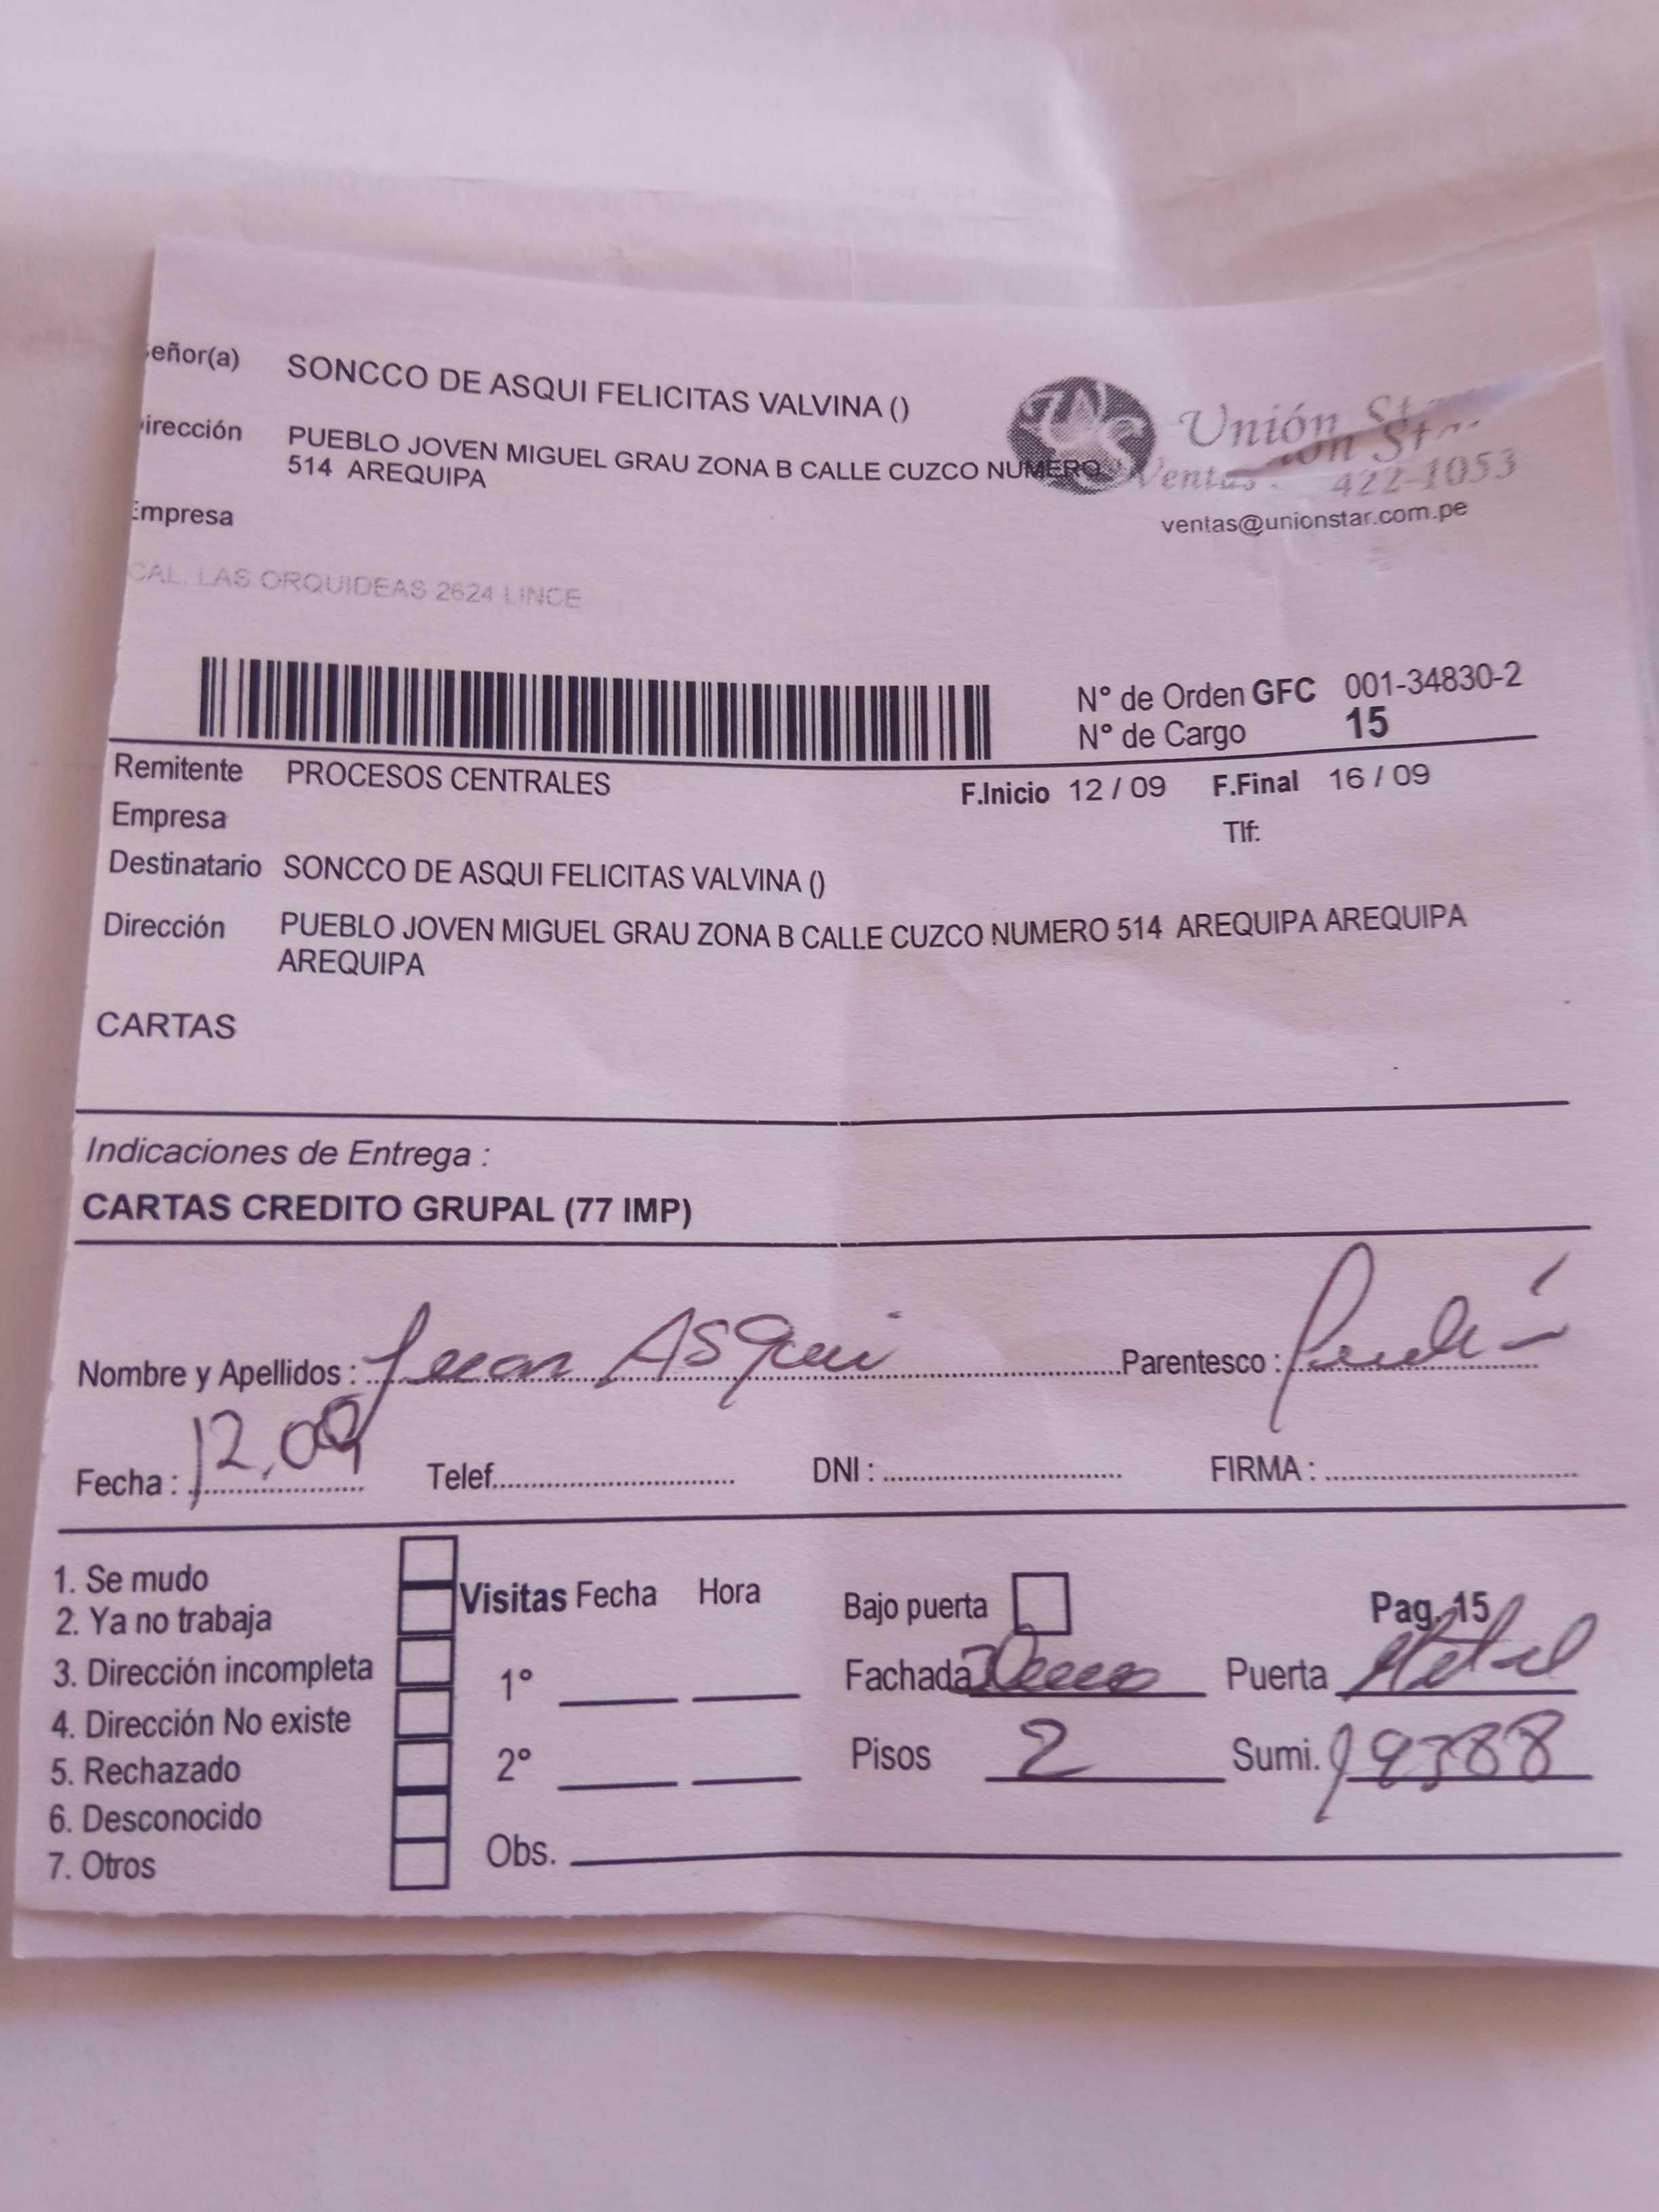 eñor(a) SONCCO DE ASQUI FELICITAS VALVINA ()
irección PUEBLO JOVEN MIGUEL GRAU ZONA B CALLE CUZCO NUMERO
514 AREQUIPA
Empresa
Unión
Ventas: 422-1053
ventas@unionstar.com.pe
CAL. LAS ORQUIDEAS 2624 LINCE
N° de Orden GFC 001-34830-2
N° de Cargo 15
Remitente PROCESOS CENTRALES F.Inicio 12 / 09 F.Final 16 / 09
Empresa Tlf:
Destinatario SONCCO DE ASQUI FELICITAS VALVINA ()
Dirección PUEBLO JOVEN MIGUEL GRAU ZONA B CALLE CUZCO NUMERO 514 AREQUIPA AREQUIPA
AREQUIPA
CARTAS
Indicaciones de Entrega :
CARTAS CREDITO GRUPAL (77 IMP)
Nombre y Apellidos : Juan ASQui Parentesco :
Fecha : 12,09 Telef. DNI : FIRMA :
1. Se mudo
2. Ya no trabaja
3. Dirección incompleta
4. Dirección No existe
5. Rechazado
6. Desconocido
7. Otros
Visitas Fecha Hora
1°
2°
Obs.
Bajo puerta Pag. 15
Fachada Puerta Metal
Pisos 2 Sumi.